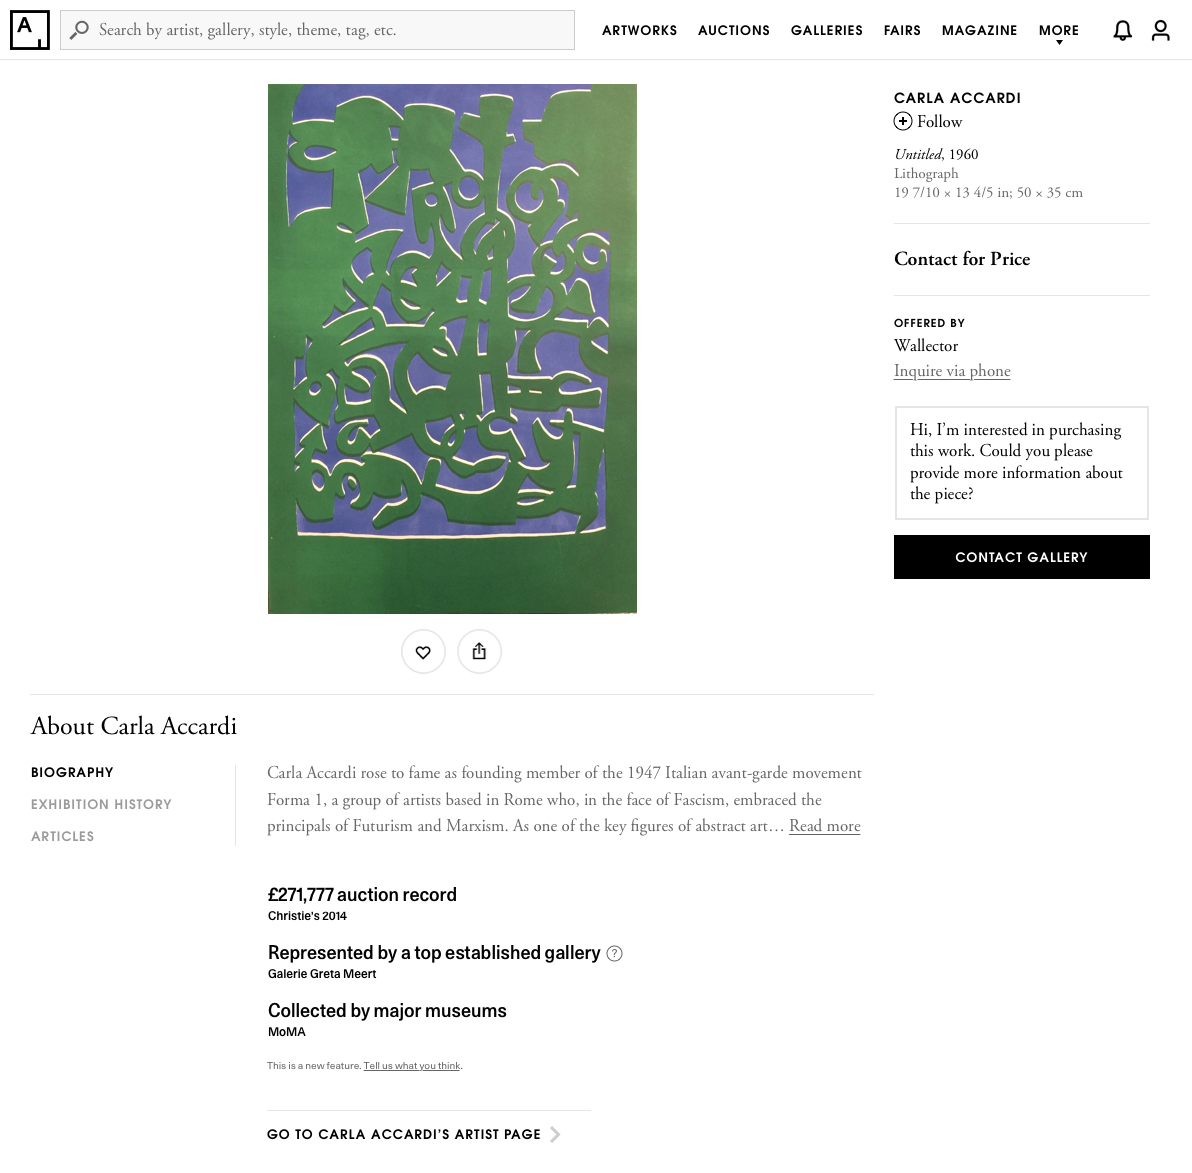 A
Search by artist, gallery, style, theme, tag, etc.
ARTWORKS AUCTIONS GALLERIES FAIRS MAGAZINE MORE
CARLA ACCARDI
Follow
Untitled, 1960
Lithograph
19 7/10 × 13 4/5 in; 50 × 35 cm
Contact for Price
OFFERED BY
Wallector
Inquire via phone
Hi, I’m interested in purchasing
this work. Could you please
provide more information about
the piece?
CONTACT GALLERY
About Carla Accardi
BIOGRAPHY
EXHIBITION HISTORY
ARTICLES
Carla Accardi rose to fame as founding member of the 1947 Italian avant-garde movement
Forma 1, a group of artists based in Rome who, in the face of Fascism, embraced the
principals of Futurism and Marxism. As one of the key figures of abstract art… Read more
£271,777 auction record
Christie's 2014
Represented by a top established gallery ?
Galerie Greta Meert
Collected by major museums
MoMA
This is a new feature. Tell us what you think.
GO TO CARLA ACCARDI’S ARTIST PAGE